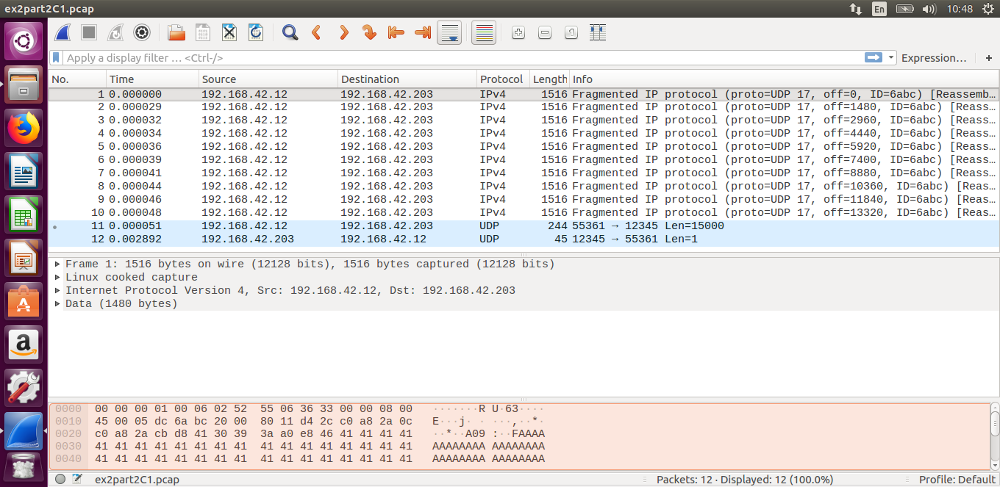 ex2part2C1.pcap En 10:48
Apply a display filter … <Ctrl-/> Expression… +
No. Time Source Destination Protocol Length Info
1 0.000000 192.168.42.12 192.168.42.203 IPv4 1516 Fragmented IP protocol (proto=UDP 17, off=0, ID=6abc) [Reassemb…
2 0.000029 192.168.42.12 192.168.42.203 IPv4 1516 Fragmented IP protocol (proto=UDP 17, off=1480, ID=6abc) [Reass…
3 0.000032 192.168.42.12 192.168.42.203 IPv4 1516 Fragmented IP protocol (proto=UDP 17, off=2960, ID=6abc) [Reass…
4 0.000034 192.168.42.12 192.168.42.203 IPv4 1516 Fragmented IP protocol (proto=UDP 17, off=4440, ID=6abc) [Reass…
5 0.000036 192.168.42.12 192.168.42.203 IPv4 1516 Fragmented IP protocol (proto=UDP 17, off=5920, ID=6abc) [Reass…
6 0.000039 192.168.42.12 192.168.42.203 IPv4 1516 Fragmented IP protocol (proto=UDP 17, off=7400, ID=6abc) [Reass…
7 0.000041 192.168.42.12 192.168.42.203 IPv4 1516 Fragmented IP protocol (proto=UDP 17, off=8880, ID=6abc) [Reass…
8 0.000044 192.168.42.12 192.168.42.203 IPv4 1516 Fragmented IP protocol (proto=UDP 17, off=10360, ID=6abc) [Reas…
9 0.000046 192.168.42.12 192.168.42.203 IPv4 1516 Fragmented IP protocol (proto=UDP 17, off=11840, ID=6abc) [Reas…
10 0.000048 192.168.42.12 192.168.42.203 IPv4 1516 Fragmented IP protocol (proto=UDP 17, off=13320, ID=6abc) [Reas…
11 0.000051 192.168.42.12 192.168.42.203 UDP 244 55361 → 12345 Len=15000
12 0.002892 192.168.42.203 192.168.42.12 UDP 45 12345 → 55361 Len=1
Frame 1: 1516 bytes on wire (12128 bits), 1516 bytes captured (12128 bits)
Linux cooked capture
Internet Protocol Version 4, Src: 192.168.42.12, Dst: 192.168.42.203
Data (1480 bytes)
0000 00 00 00 01 00 06 02 52 55 06 36 33 00 00 08 00 ·······R U·63····
0010 45 00 05 dc 6a bc 20 00 80 11 d4 2c c0 a8 2a 0c E···j· · ···,··*·
0020 c0 a8 2a cb d8 41 30 39 3a a0 e8 46 41 41 41 41 ··*··A09 :··FAAAA
0030 41 41 41 41 41 41 41 41 41 41 41 41 41 41 41 41 AAAAAAAA AAAAAAAA
0040 41 41 41 41 41 41 41 41 41 41 41 41 41 41 41 41 AAAAAAAA AAAAAAAA
ex2part2C1.pcap Packets: 12 · Displayed: 12 (100.0%) Profile: Default